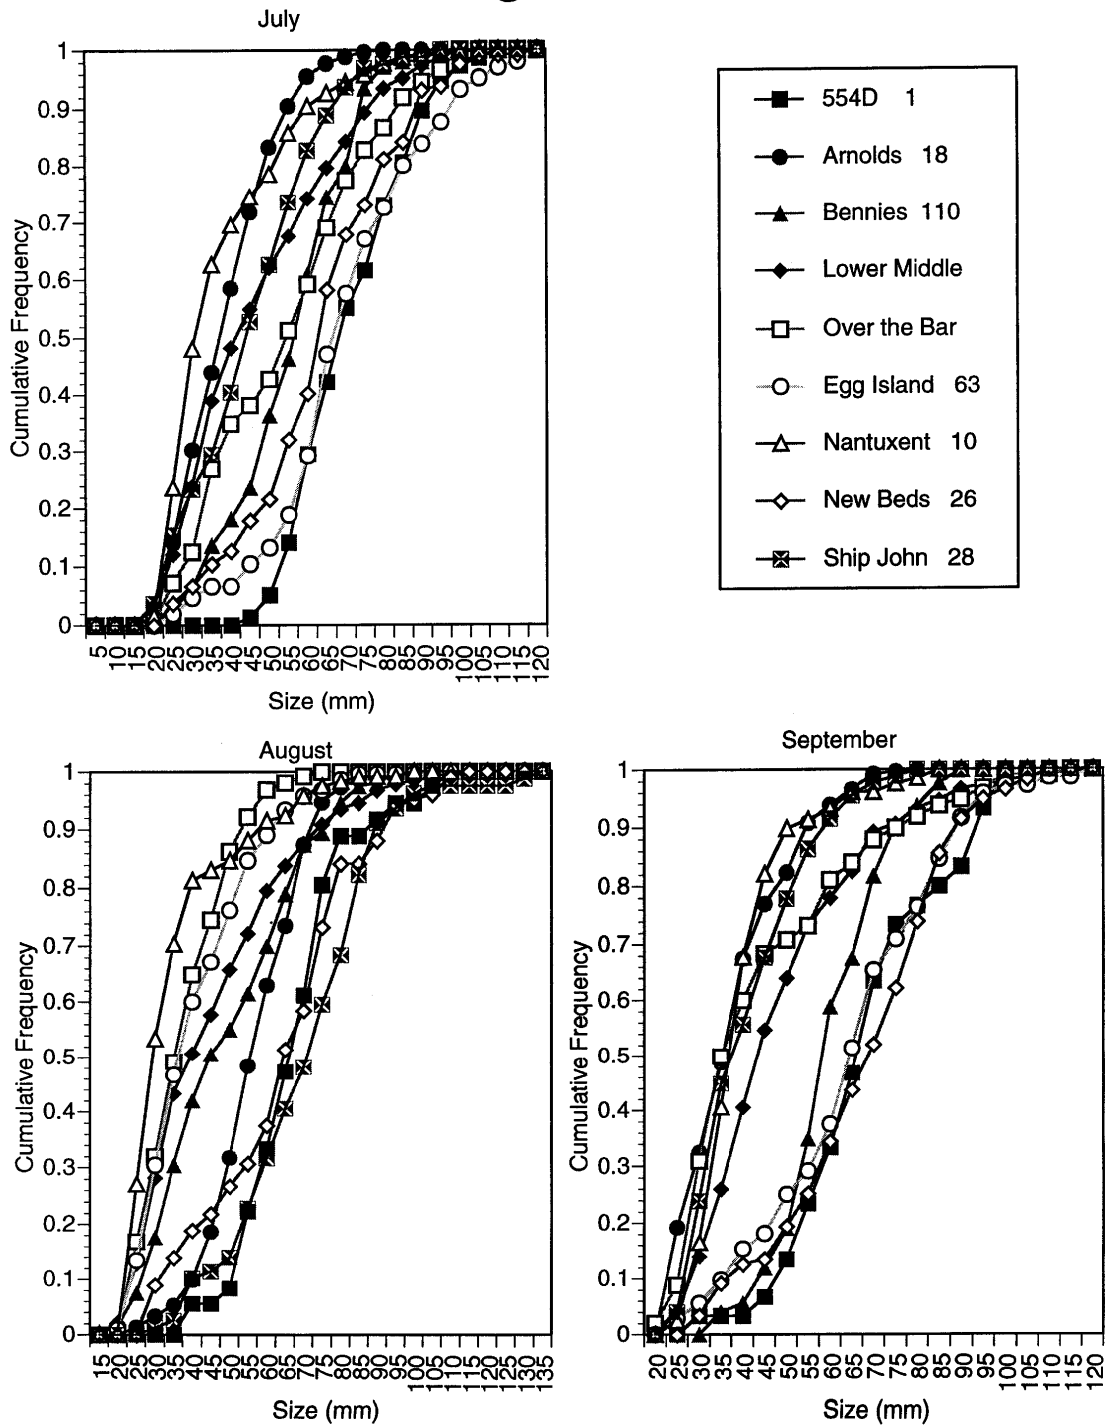 July
1
0.9
0.8
0.7
0.6
0.5
0.4
0.3
0.2
0.1
0
Cumulative Frequency
5 10 15 20 25 30 35 40 45 50 55 60 65 70 75 80 85 90 95 100 105 110 115 120
Size (mm)
554D 1
Arnolds 18
Bennies 110
Lower Middle
Over the Bar
Egg Island 63
Nantuxent 10
New Beds 26
Ship John 28
August
1
0.9
0.8
0.7
0.6
0.5
0.4
0.3
0.2
0.1
0
Cumulative Frequency
15 20 25 30 35 40 45 50 55 60 65 70 75 80 85 90 95 100 105 110 115 120 125 130 135
Size (mm)
September
1
0.9
0.8
0.7
0.6
0.5
0.4
0.3
0.2
0.1
0
Cumulative Frequency
20 25 30 35 40 45 50 55 60 65 70 75 80 85 90 95 100 105 110 115 120
Size (mm)